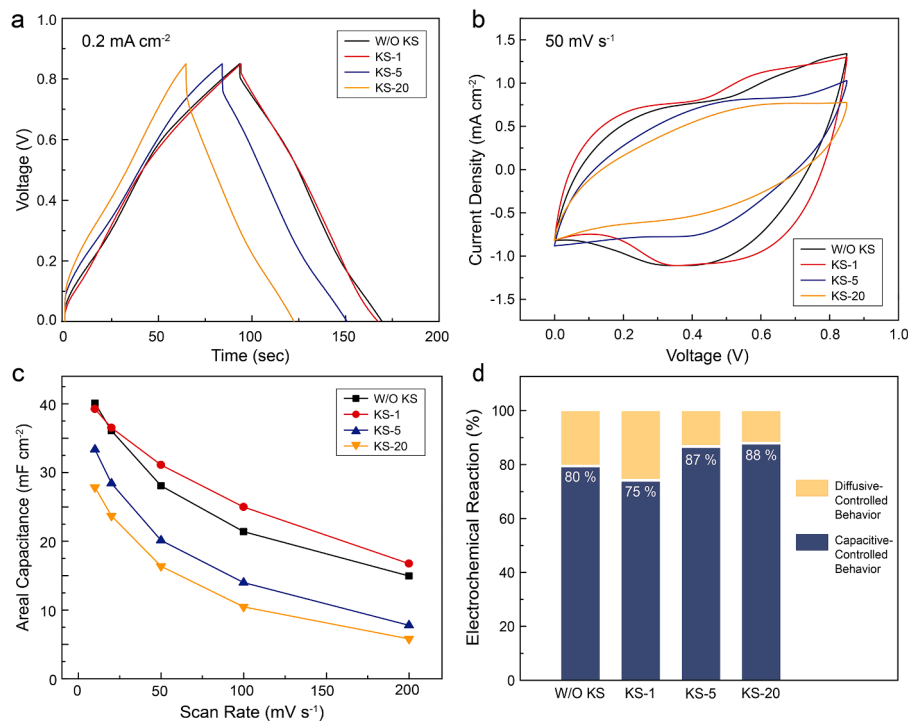 a
0.2 mA cm⁻²
W/O KS
KS-1
KS-5
KS-20
Voltage (V)
1.0
0.8
0.6
0.4
0.2
0.0
0
50
100
150
200
Time (sec)
b
50 mV s⁻¹
W/O KS
KS-1
KS-5
KS-20
Current Density (mA cm⁻²)
1.5
1.0
0.5
0.0
-0.5
-1.0
-1.5
0.0
0.2
0.4
0.6
0.8
1.0
Voltage (V)
c
W/O KS
KS-1
KS-5
KS-20
Areal Capacitance (mF cm⁻²)
40
30
20
10
0
0
50
100
150
200
Scan Rate (mV s⁻¹)
d
Electrochemical Reaction (%)
100
80
60
40
20
0
80 %
75 %
87 %
88 %
W/O KS
KS-1
KS-5
KS-20
Diffusive-
Controlled
Behavior
Capacitive-
Controlled
Behavior